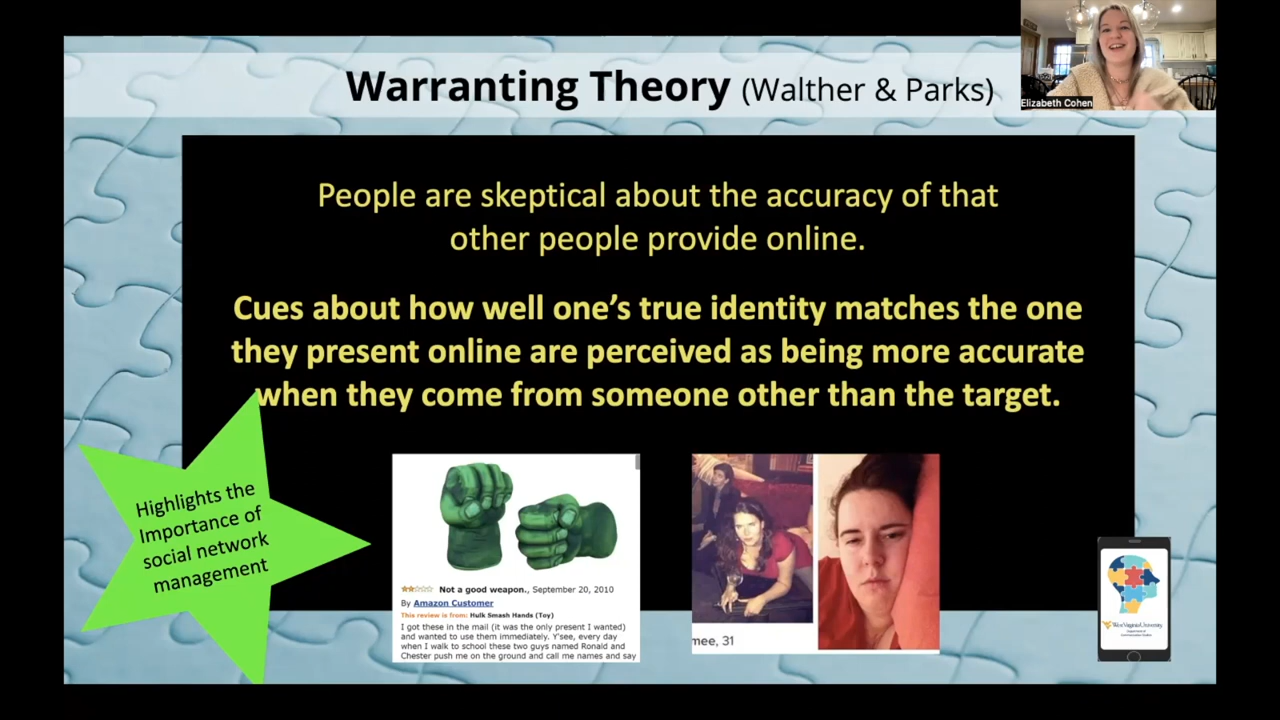 Warranting Theory (Walther & Parks)
Elizabeth Cohen
People are skeptical about the accuracy of that
other people provide online.
Cues about how well one's true identity matches the one
they present online are perceived as being more accurate
when they come from someone other than the target.
Highlights the
Importance of
social network
management
Not a good weapon., September 20, 2010
By Amazon Customer
This review is from: Hulk Smash Hands (Toy)
I got these in the mail (it was the only present I wanted)
and wanted to use them immediately. Y'see, every day
when I walk to school these two guys named Ronald and
Chester push me on the ground and call me names and say
mee, 31
WestVirginiaUniversity
Department of
Communication Studies